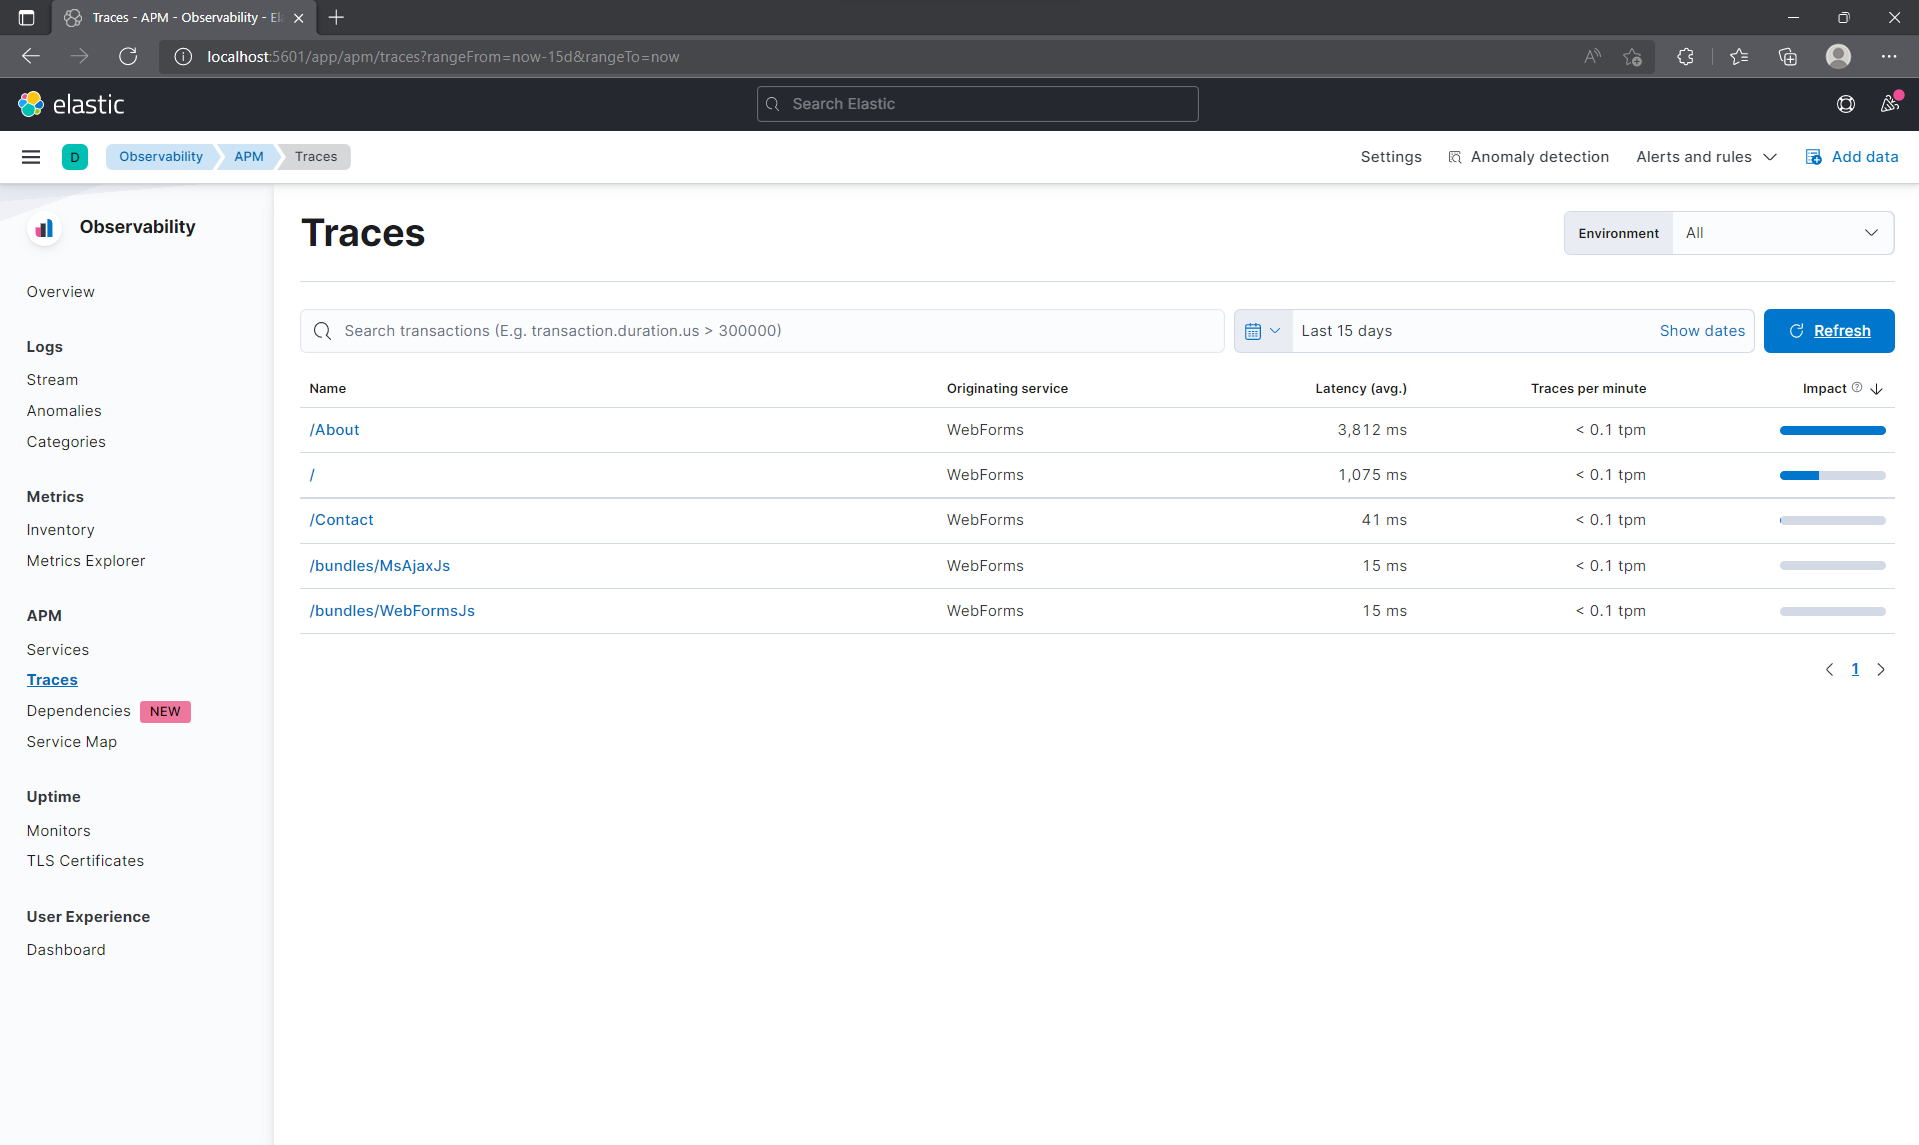 Traces - APM - Observability - El
localhost:5601/app/apm/traces?rangeFrom=now-15d&rangeTo=now
elastic
Search Elastic
D
Observability
APM
Traces
Settings
Anomaly detection
Alerts and rules
Add data
Observability
Overview
Logs
Stream
Anomalies
Categories
Metrics
Inventory
Metrics Explorer
APM
Services
Traces
Dependencies NEW
Service Map
Uptime
Monitors
TLS Certificates
User Experience
Dashboard
Traces
Environment All
Search transactions (E.g. transaction.duration.us > 300000)
Last 15 days
Show dates
Refresh
Name Originating service Latency (avg.) Traces per minute Impact
/About WebForms 3,812 ms < 0.1 tpm
/ WebForms 1,075 ms < 0.1 tpm
/Contact WebForms 41 ms < 0.1 tpm
/bundles/MsAjaxJs WebForms 15 ms < 0.1 tpm
/bundles/WebFormsJs WebForms 15 ms < 0.1 tpm
1